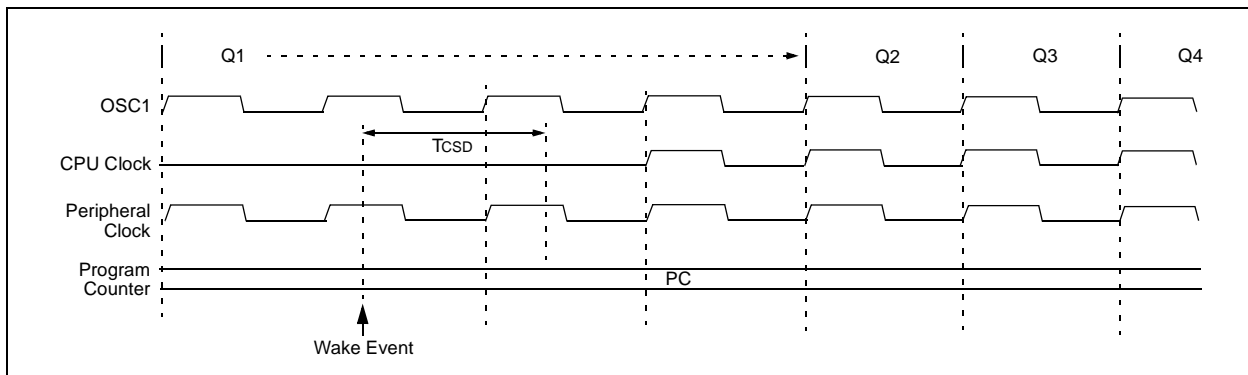 Q1
Q2
Q3
Q4
OSC1
TCSD
CPU Clock
Peripheral
Clock
Program
Counter
PC
Wake Event